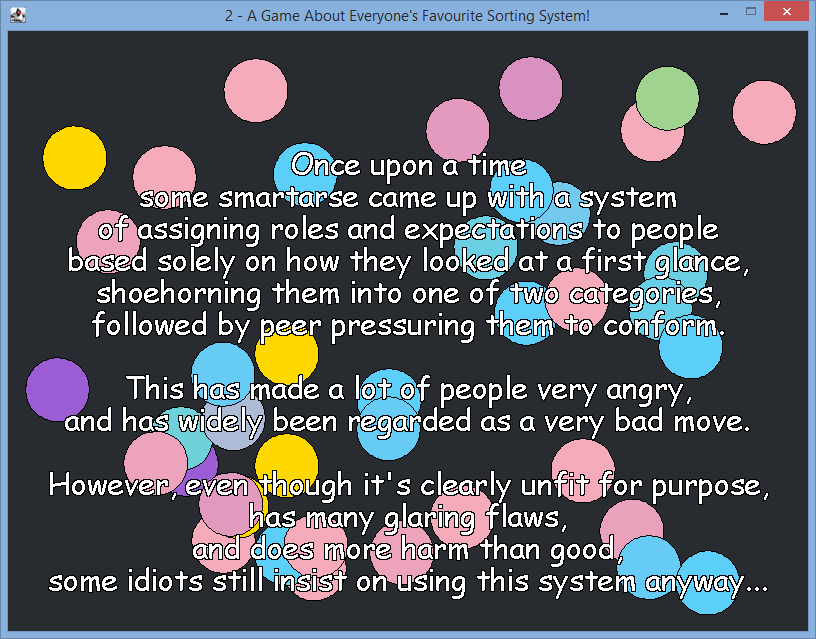 2 - A Game About Everyone's Favourite Sorting System!
Once upon a time
some smartarse came up with a system
of assigning roles and expectations to people
based solely on how they looked at a first glance,
shoehorning them into one of two categories,
followed by peer pressuring them to conform.
This has made a lot of people very angry,
and has widely been regarded as a very bad move.
However, even though it's clearly unfit for purpose,
has many glaring flaws,
and does more harm than good,
some idiots still insist on using this system anyway...